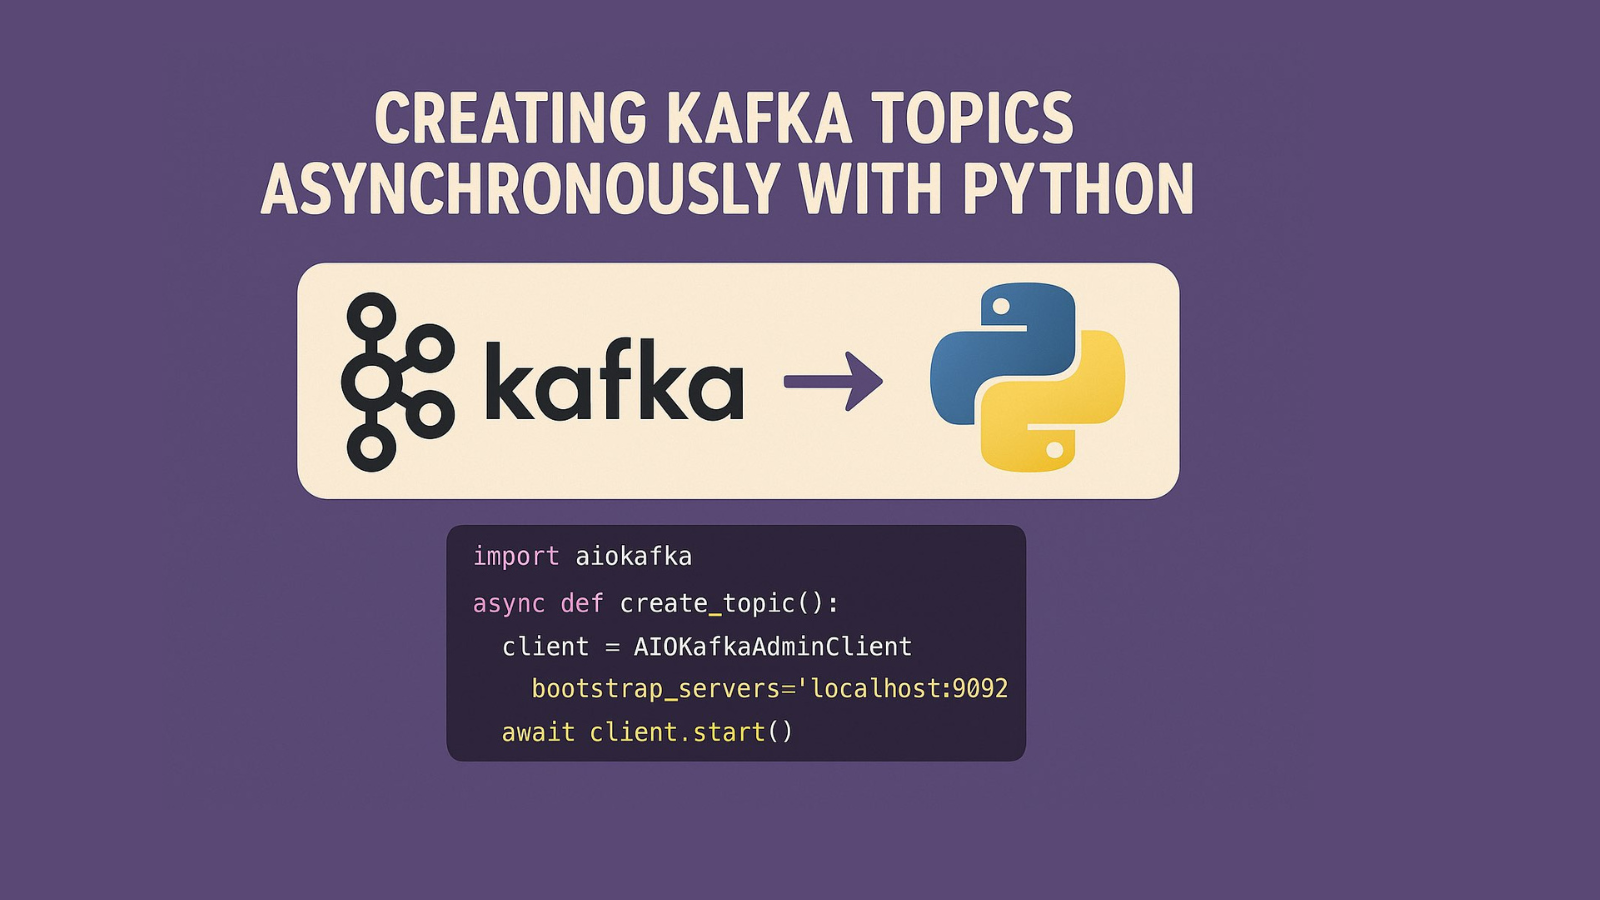 CREATING KAFKA TOPICS
ASYNCHRONOUSLY WITH PYTHON
kafka
import aiokafka
async def create_topic():
  client = AIOKafkaAdminClient
    bootstrap_servers='localhost:9092
  await client.start()